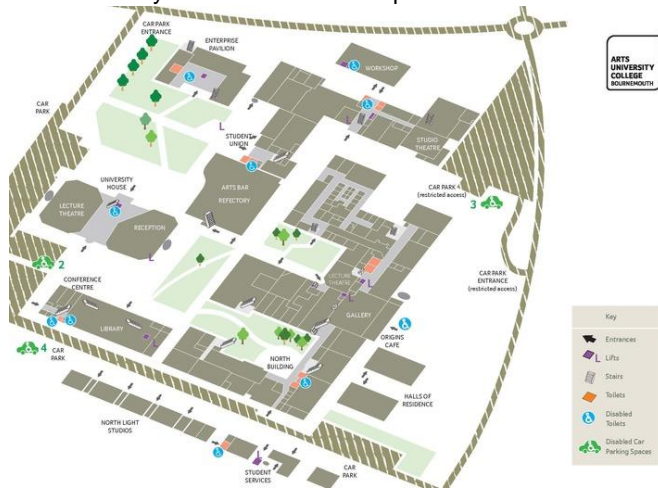 CAR PARK
ENTRANCE
ENTERPRISE
PAVILION
WORKSHOP
ARTS
UNIVERSITY
COLLEGE
BOURNEMOUTH
CAR
PARK
L
L
STUDENT
UNION
STUDIO
THEATRE
UNIVERSITY
HOUSE
ARTS BAR
REFECTORY
CAR PARK
(restricted access)
3
LECTURE
THEATRE
RECEPTION
L
2
CONFERENCE
CENTRE
LECTURE
THEATRE
L
L
CAR PARK
ENTRANCE
(restricted access)
GALLERY
LIBRARY
L
ORIGINS
CAFE
4
CAR
PARK
NORTH
BUILDING
HALLS OF
RESIDENCE
NORTH LIGHT
STUDIOS
L
STUDENT
SERVICES
CAR
PARK
Key
Entrances
L Lifts
Stairs
Toilets
Disabled
Toilets
Disabled Car
Parking Spaces